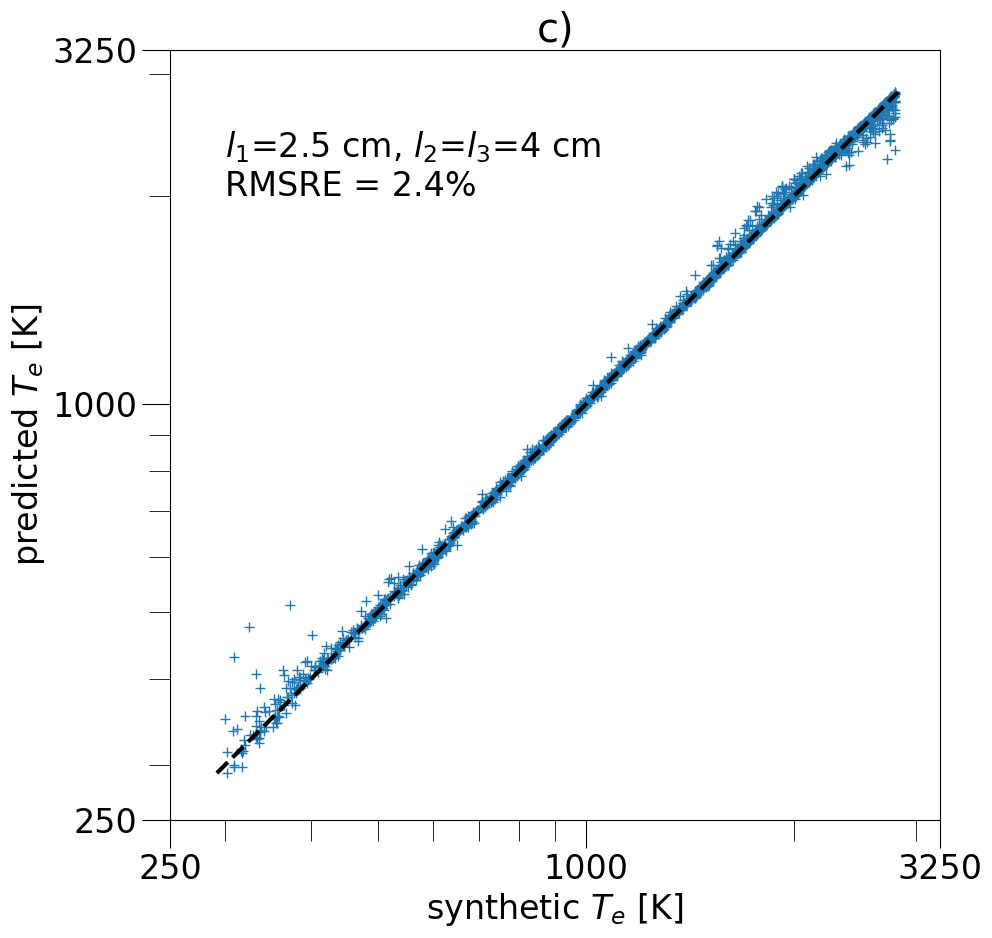 c)
3250
l₁=2.5 cm, l₂=l₃=4 cm
RMSRE = 2.4%
predicted Tₑ [K]
1000
250
250 1000 3250
synthetic Tₑ [K]